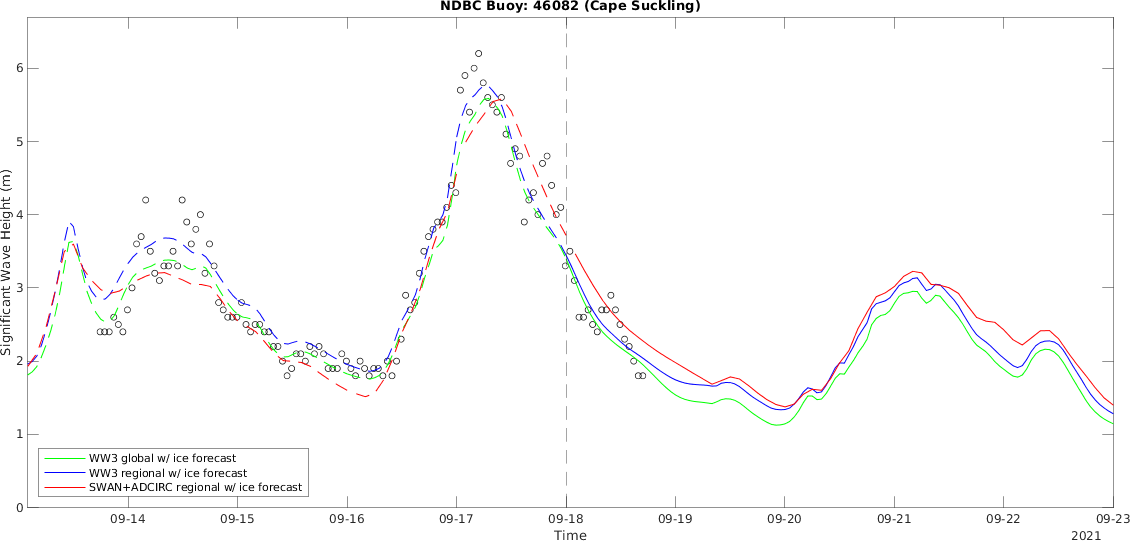 NDBC Buoy: 46082 (Cape Suckling)
Significant Wave Height (m)
6
5
4
3
2
1
0
WW3 global w/ ice forecast
WW3 regional w/ ice forecast
SWAN+ADCIRC regional w/ ice forecast
09-14 09-15 09-16 09-17 09-18 09-19 09-20 09-21 09-22 09-23
Time
2021